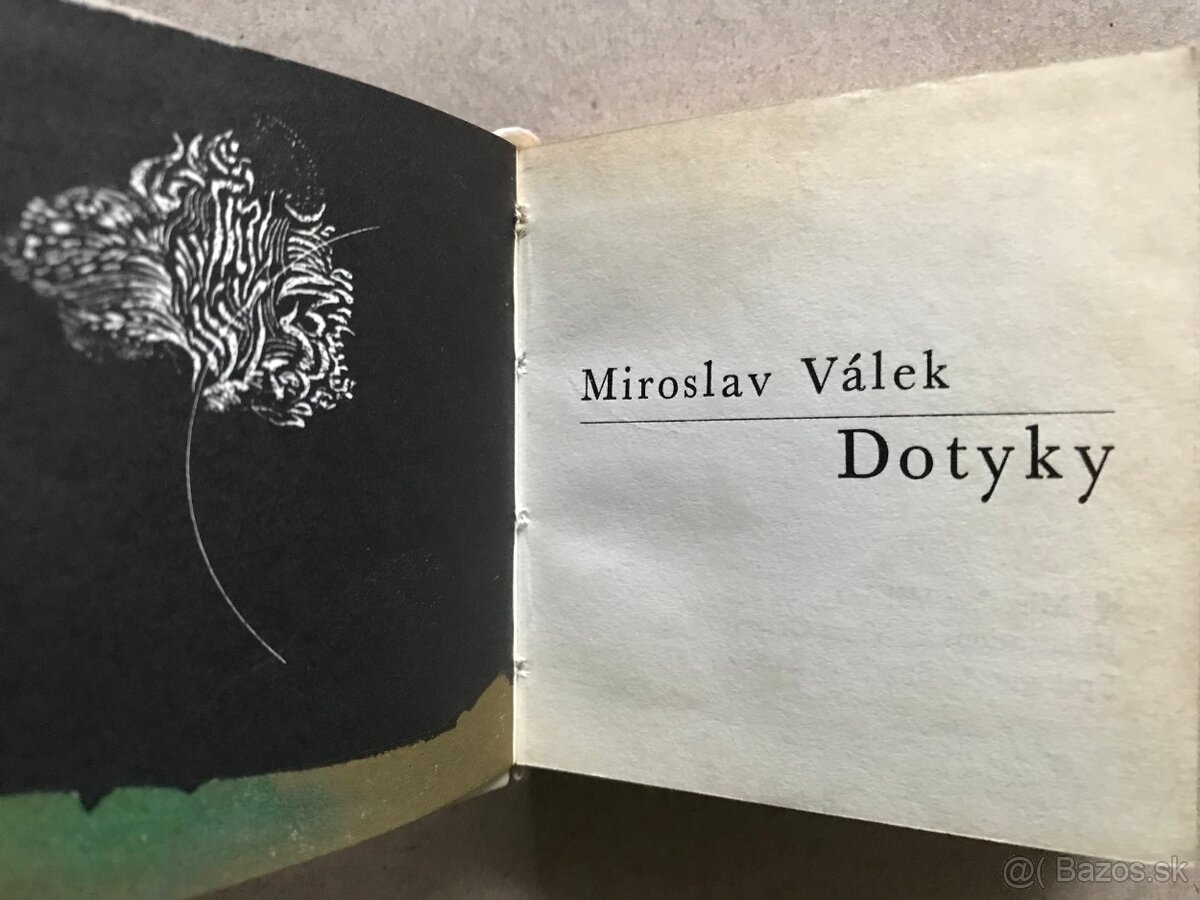 Miroslav Válek
Dotyky
@( Bazos.sk